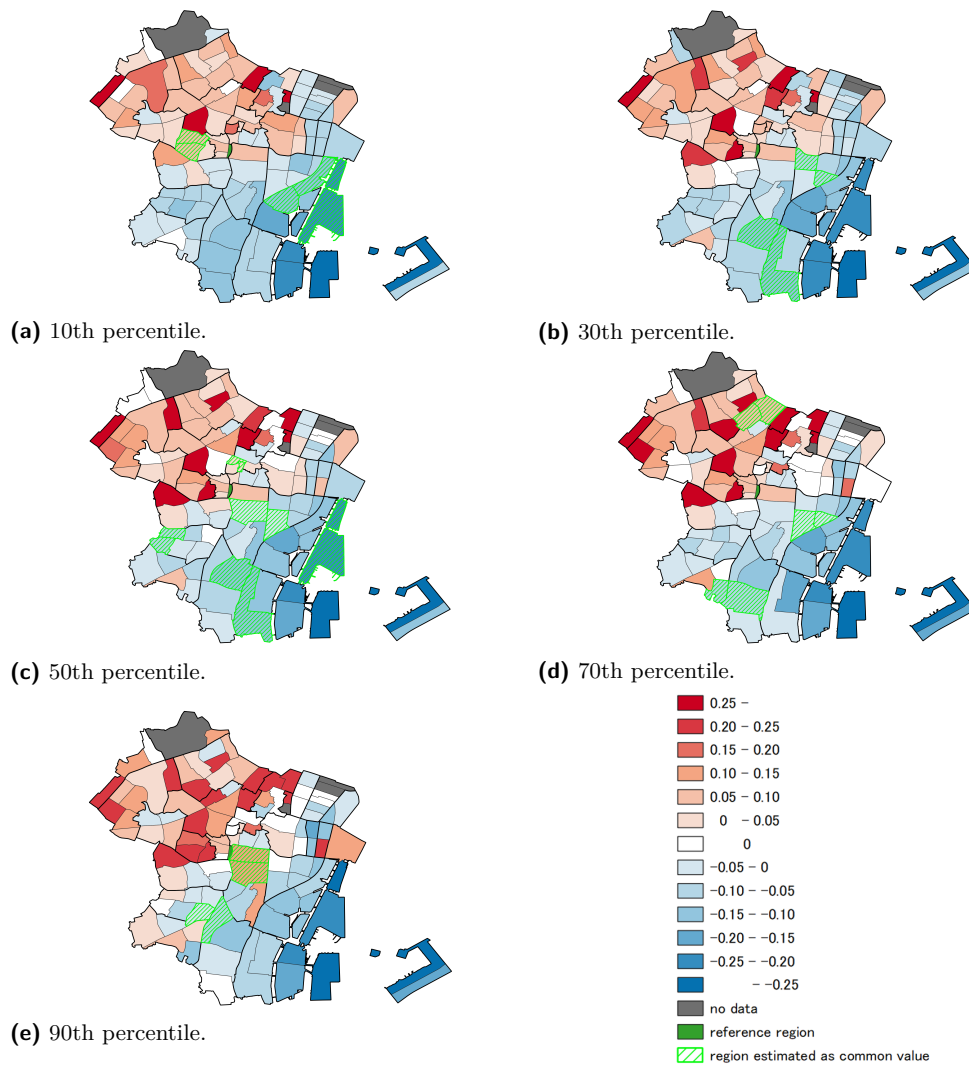 (a) 10th percentile.
(b) 30th percentile.
(c) 50th percentile.
(d) 70th percentile.
0.25 –
0.20 – 0.25
0.15 – 0.20
0.10 – 0.15
0.05 – 0.10
0 – 0.05
0
−0.05 – 0
−0.10 – −0.05
−0.15 – −0.10
−0.20 – −0.15
−0.25 – −0.20
– −0.25
no data
reference region
region estimated as common value
(e) 90th percentile.